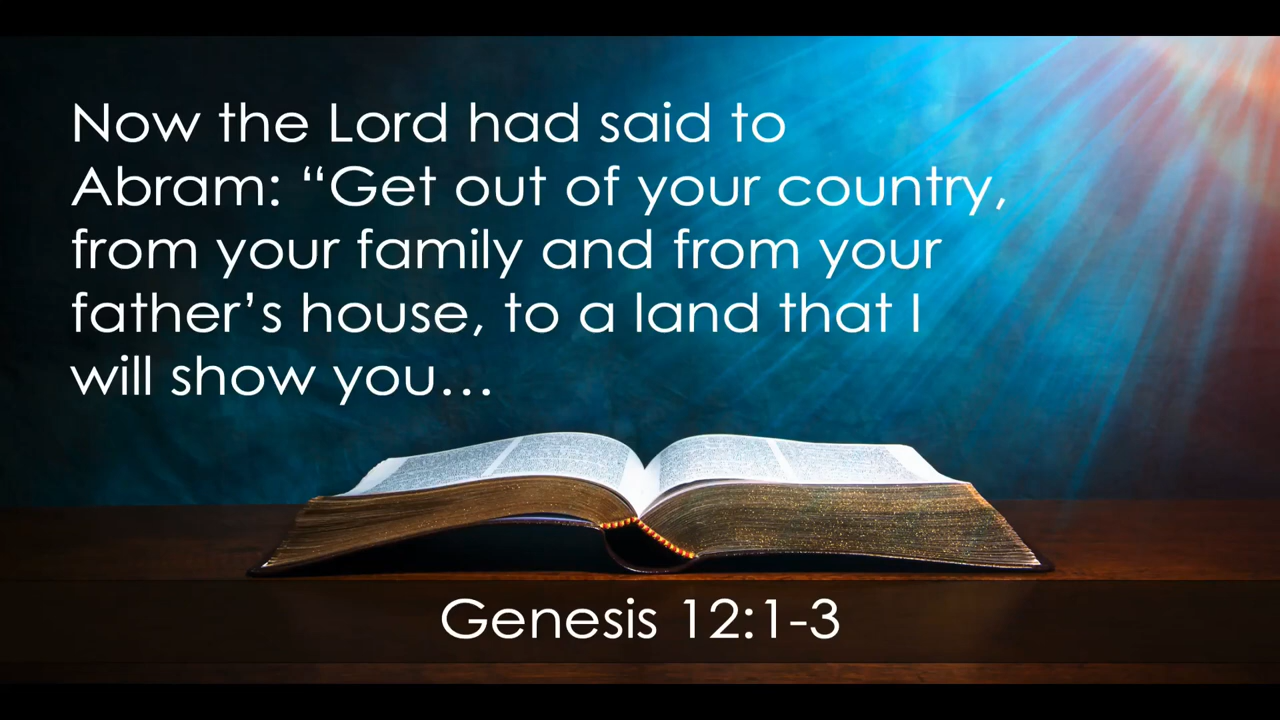 Now the Lord had said to
Abram: “Get out of your country,
from your family and from your
father’s house, to a land that I
will show you…
Genesis 12:1-3